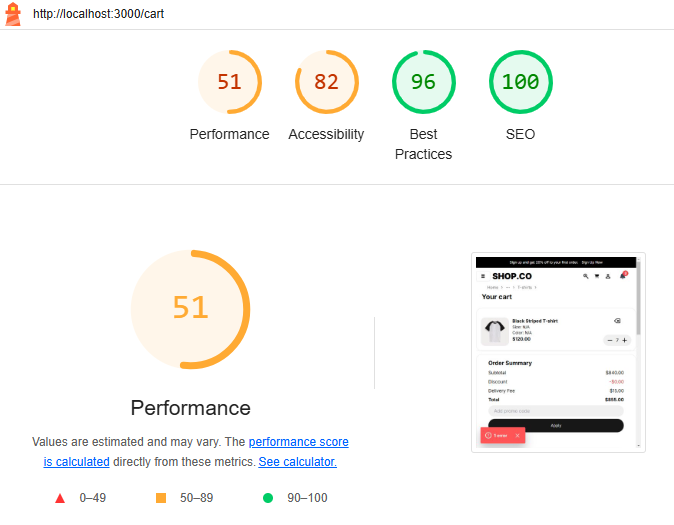 http://localhost:3000/cart
51
82
96
100
Performance
Accessibility
Best
Practices
SEO
51
Performance
Values are estimated and may vary. The performance score
is calculated directly from these metrics. See calculator.
0–49
50–89
90–100
Sign up and get 20% off to your first order. Sign Up Now
SHOP.CO
Home > ... > T-shirts >
Your cart
Black Striped T-shirt
Size: N/A
Color: N/A
$120.00
− 7 +
Order Summary
Subtotal $840.00
Discount -$0.00
Delivery Fee $15.00
Total $855.00
Add promo code
Apply